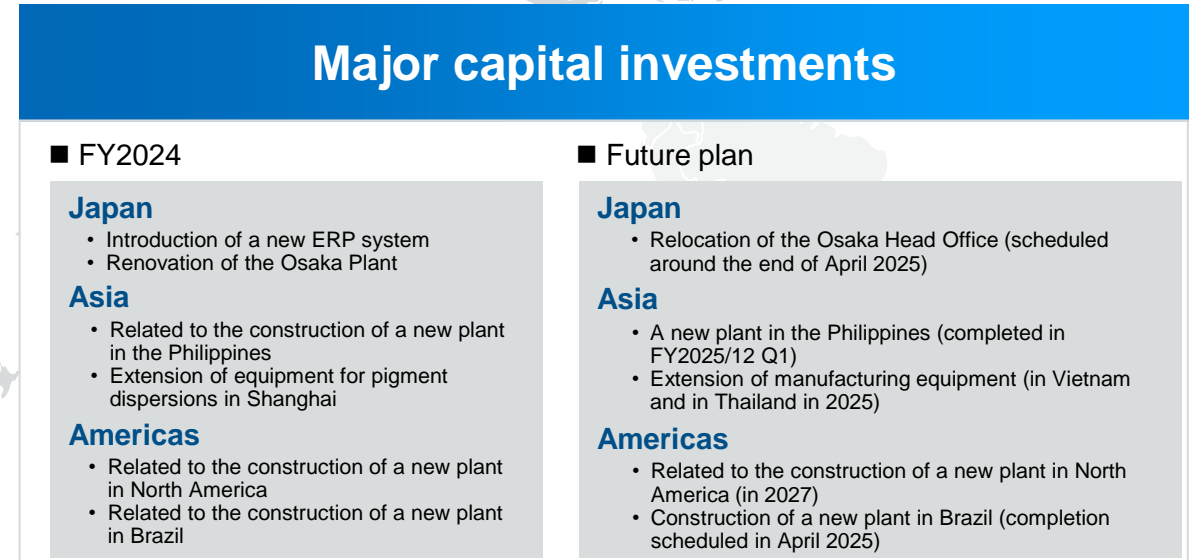 Major capital investments
■ FY2024
Japan
• Introduction of a new ERP system
• Renovation of the Osaka Plant
Asia
• Related to the construction of a new plant
in the Philippines
• Extension of equipment for pigment
dispersions in Shanghai
Americas
• Related to the construction of a new plant
in North America
• Related to the construction of a new plant
in Brazil
■ Future plan
Japan
• Relocation of the Osaka Head Office (scheduled
around the end of April 2025)
Asia
• A new plant in the Philippines (completed in
FY2025/12 Q1)
• Extension of manufacturing equipment (in Vietnam
and in Thailand in 2025)
Americas
• Related to the construction of a new plant in North
America (in 2027)
• Construction of a new plant in Brazil (completion
scheduled in April 2025)